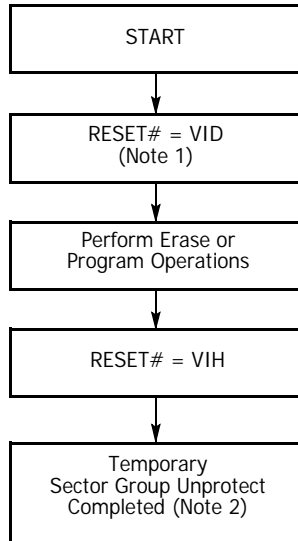 START
RESET# = VID
(Note 1)
Perform Erase or
Program Operations
RESET# = VIH
Temporary
Sector Group Unprotect
Completed (Note 2)